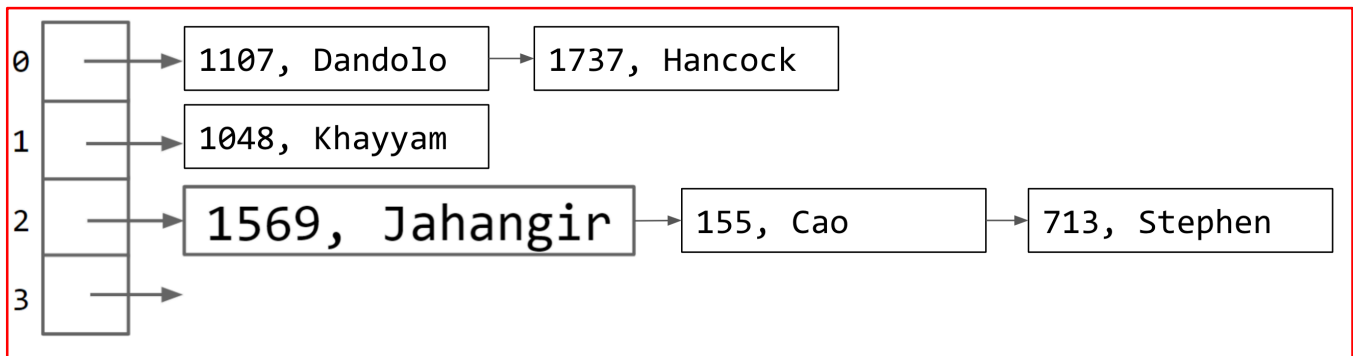 0 1107, Dandolo 1737, Hancock
1 1048, Khayyam
2 1569, Jahangir 155, Cao 713, Stephen
3